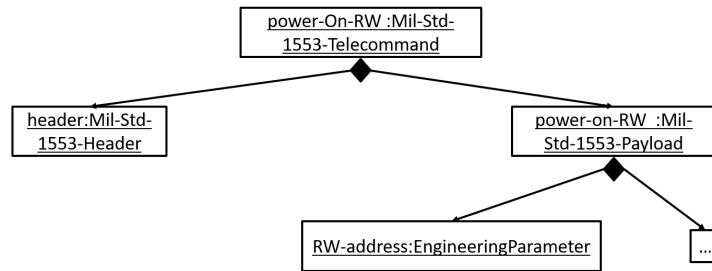 power-On-RW :Mil-Std-
1553-Telecommand
header:Mil-Std-
1553-Header
power-on-RW :Mil-
Std-1553-Payload
RW-address:EngineeringParameter
...